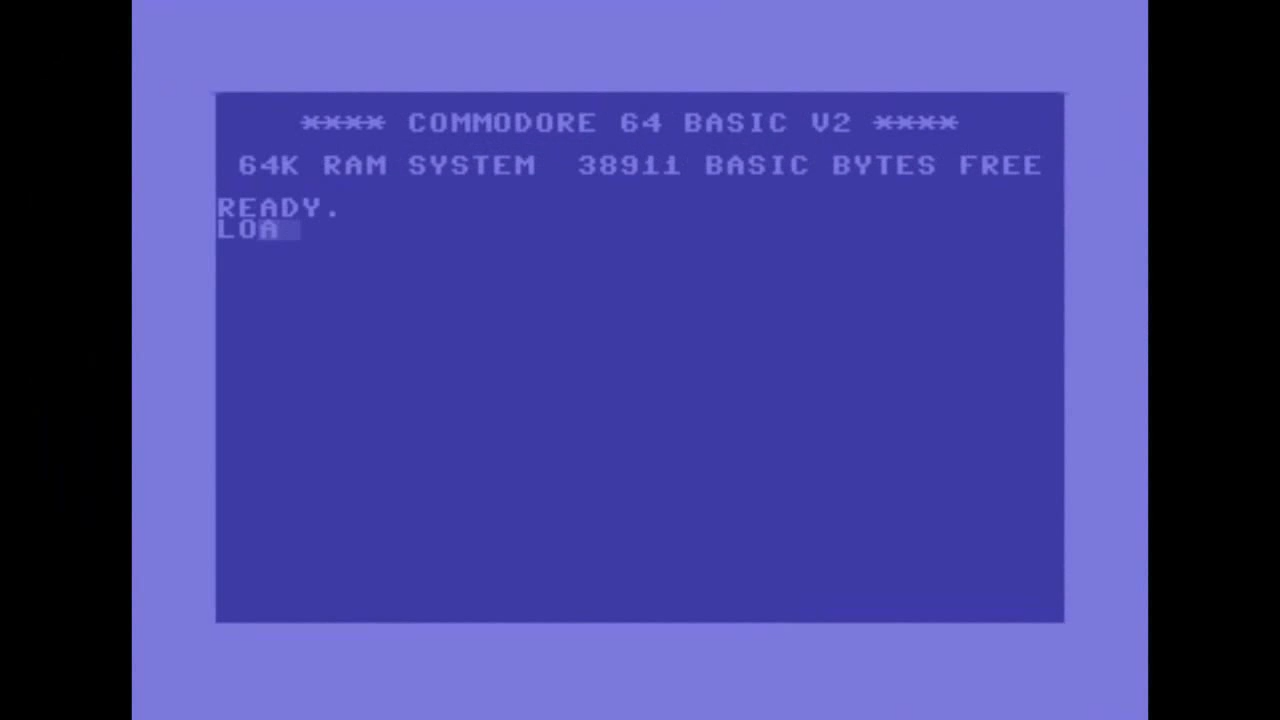 **** COMMODORE 64 BASIC V2 ****
64K RAM SYSTEM  38911 BASIC BYTES FREE
READY.
LOA